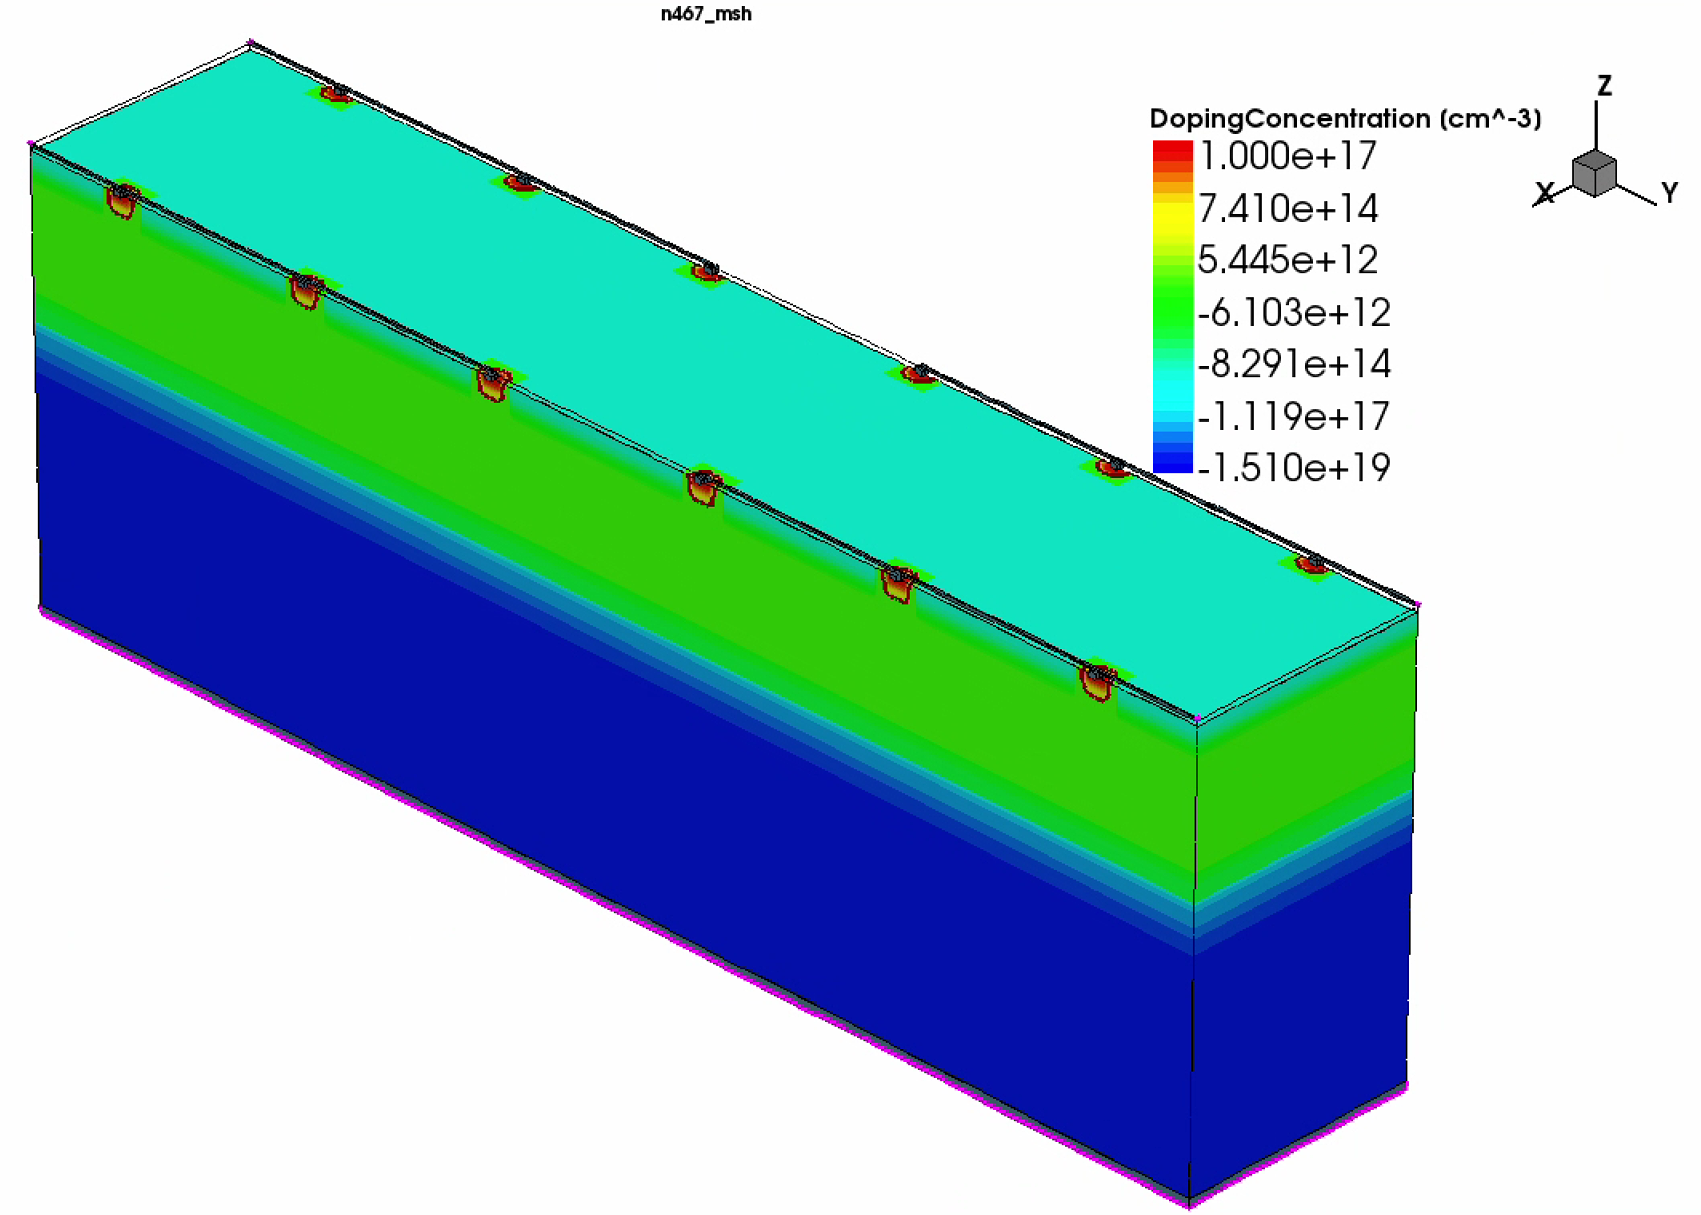 n467_msh
Z
DopingConcentration (cm^-3)
1.000e+17
X
Y
7.410e+14
5.445e+12
-6.103e+12
-8.291e+14
-1.119e+17
-1.510e+19